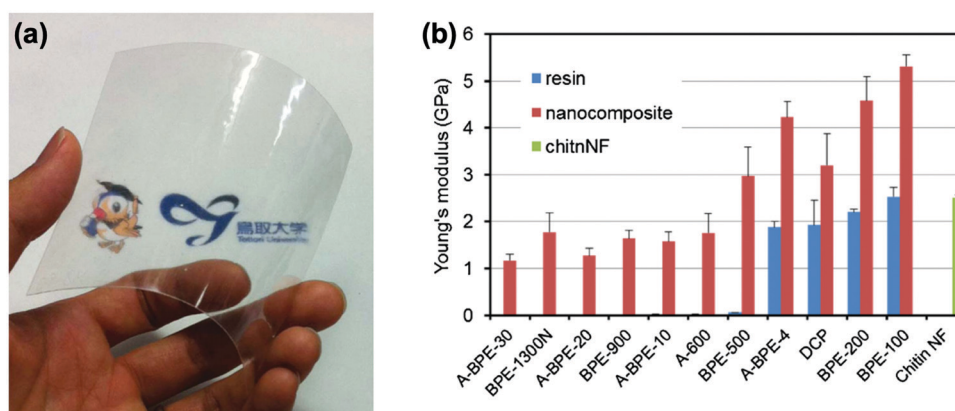 (a)
鳥取大学
Tottori University
(b)
Young's modulus (GPa)
6
5
4
3
2
1
0
resin
nanocomposite
chitnNF
A-BPE-30
BPE-1300N
A-BPE-20
BPE-900
A-BPE-10
A-600
BPE-500
A-BPE-4
DCP
BPE-200
BPE-100
Chitin NF